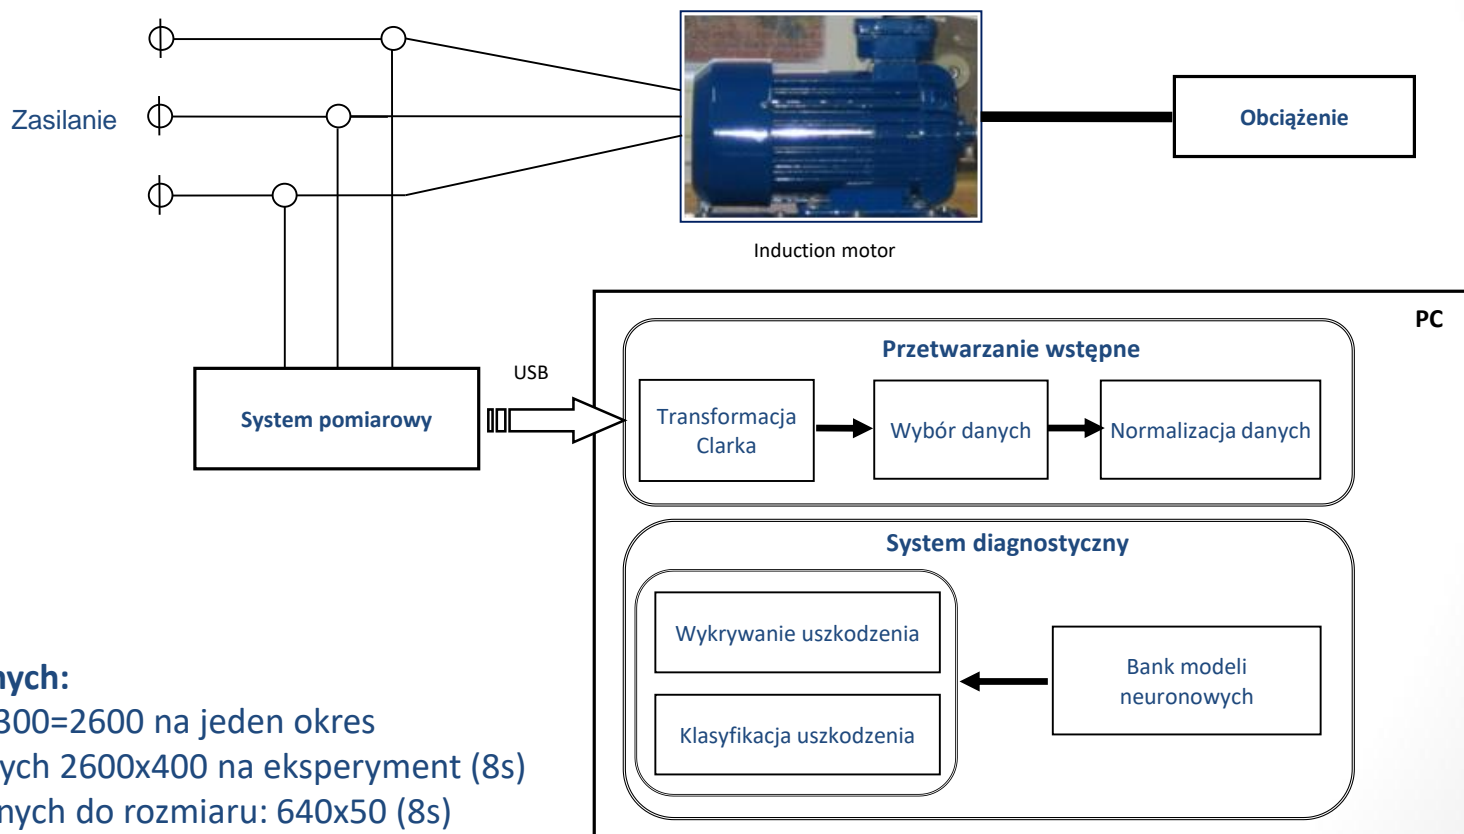 Zasilanie
Obciążenie
Induction motor
PC
Przetwarzanie wstępne
USB
System pomiarowy
Transformacja
Clarka
Wybór danych
Normalizacja danych
System diagnostyczny
Wykrywanie uszkodzenia
Klasyfikacja uszkodzenia
Bank modeli
neuronowych
nych:
300=2600 na jeden okres
ych 2600x400 na eksperyment (8s)
nych do rozmiaru: 640x50 (8s)